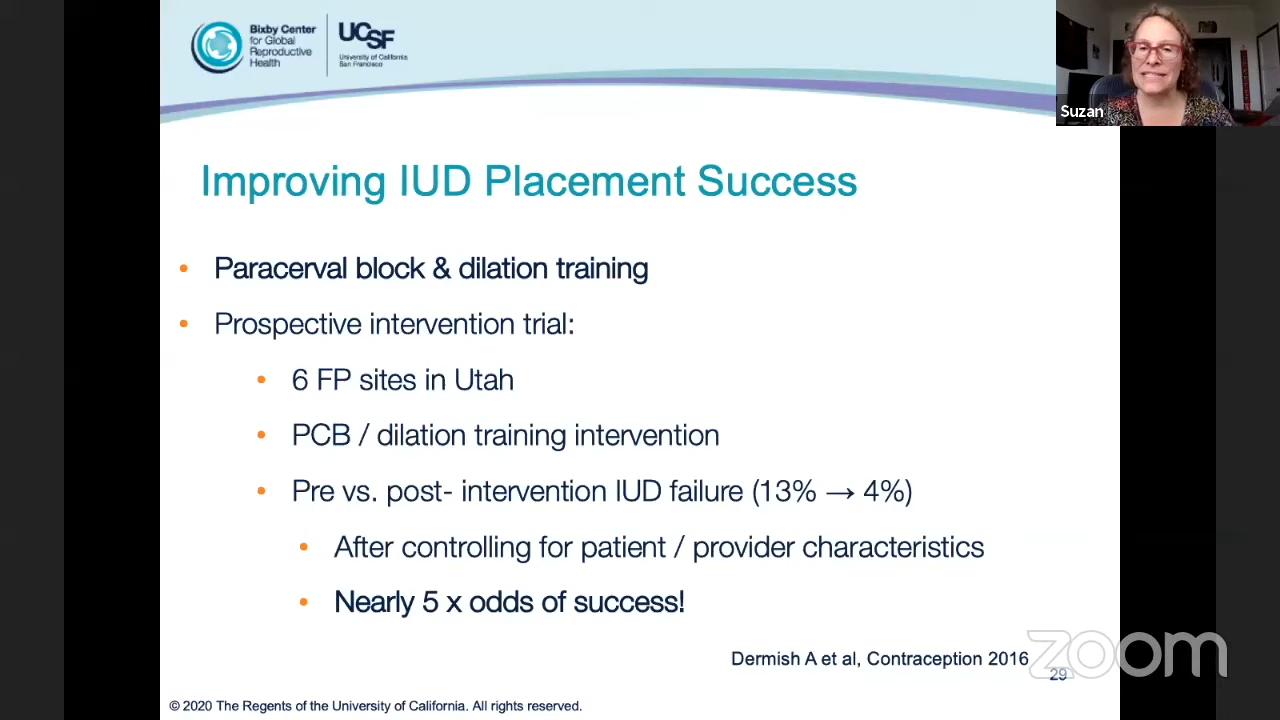 Bixby Center
for Global
Reproductive
Health
UCSF
University of California
San Francisco
Suzan
Improving IUD Placement Success
• Paracerval block & dilation training
• Prospective intervention trial:
• 6 FP sites in Utah
• PCB / dilation training intervention
• Pre vs. post- intervention IUD failure (13% → 4%)
• After controlling for patient / provider characteristics
• Nearly 5 x odds of success!
Dermish A et al, Contraception 2016
zoom
29
© 2020 The Regents of the University of California. All rights reserved.